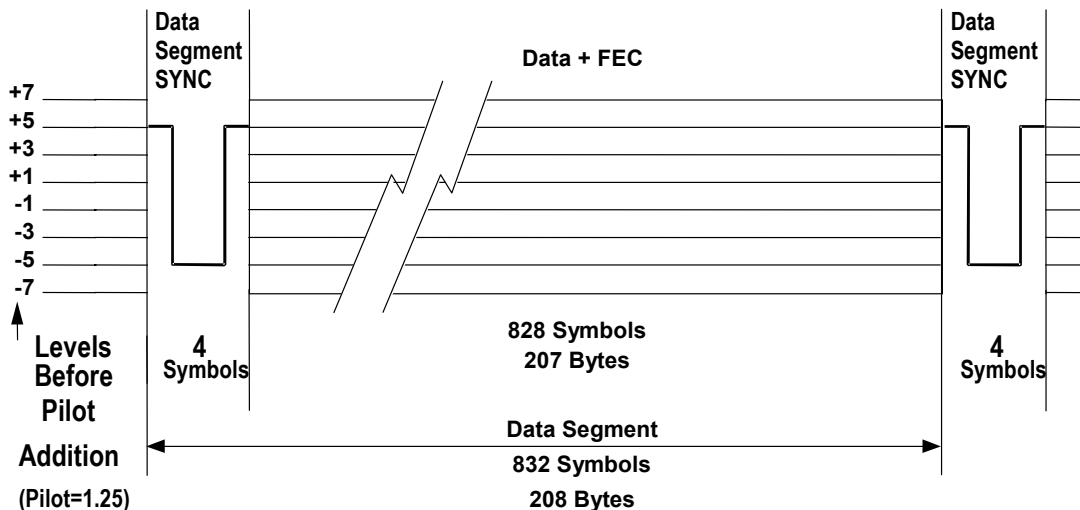 Data
Segment
SYNC
Data + FEC
Data
Segment
SYNC
+7
+5
+3
+1
-1
-3
-5
-7
Levels
Before
Pilot
Addition
(Pilot=1.25)
4
Symbols
828 Symbols
207 Bytes
4
Symbols
Data Segment
832 Symbols
208 Bytes